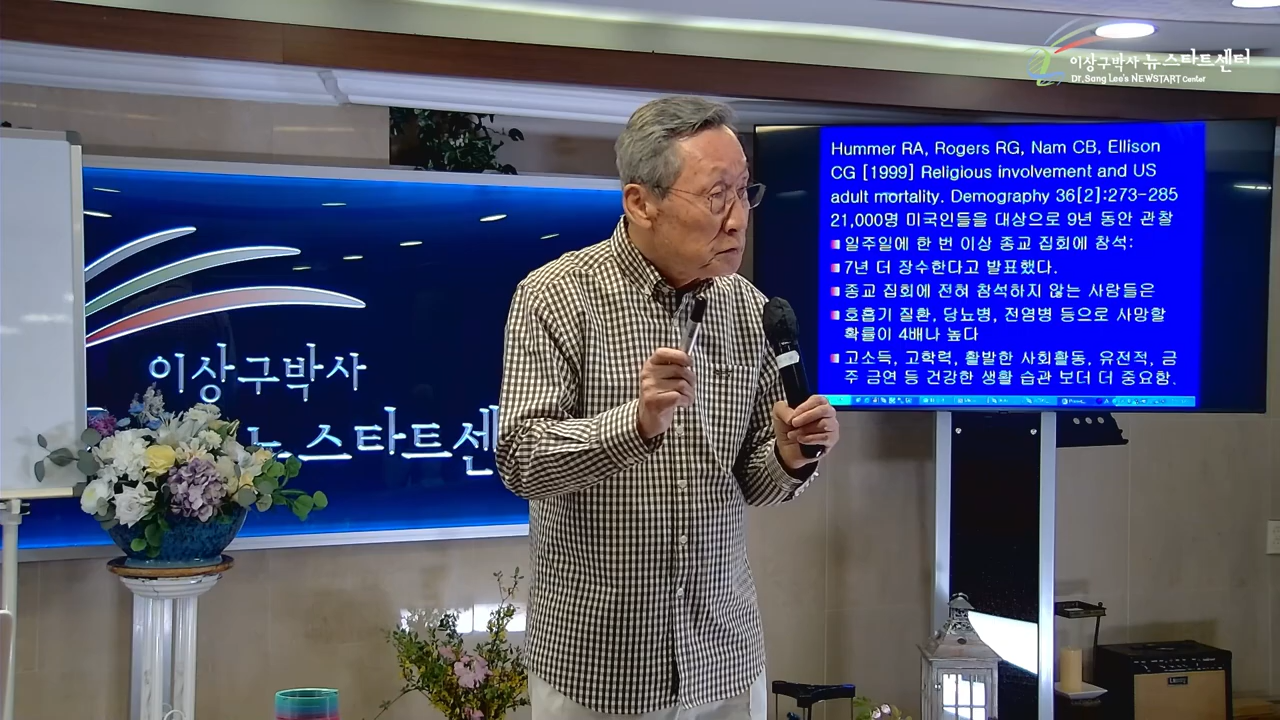 이상구박사 뉴스타트센터
Dr. Sang Lee's NEWSTART Center
Hummer RA, Rogers RG, Nam CB, Ellison
CG [1999] Religious involvement and US
adult mortality. Demography 36[2]:273-285
21,000명 미국인들을 대상으로 9년 동안 관찰
일주일에 한 번 이상 종교 집회에 참석:
7년 더 장수한다고 발표했다.
종교 집회에 전혀 참석하지 않는 사람들은
호흡기 질환, 당뇨병, 전염병 등으로 사망할
확률이 4배나 높다
고소득, 고학력, 활발한 사회활동, 유전적, 금
주 금연 등 건강한 생활 습관 보더 더 중요함.
이상구박사
뉴스타트센
Laney